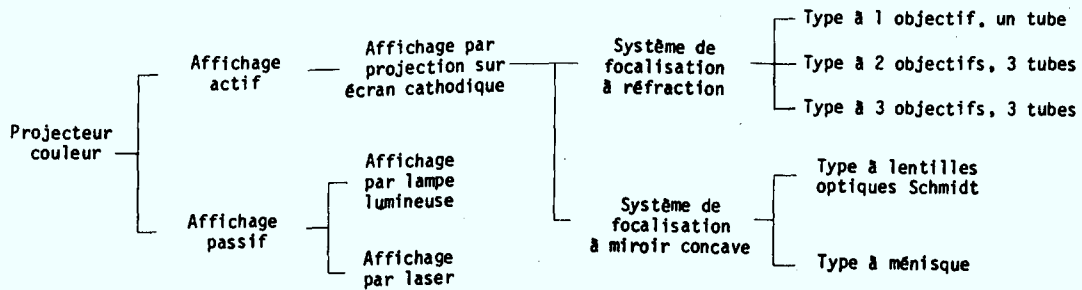 Projecteur
couleur
Affichage
actif
Affichage par
projection sur
écran cathodique
Système de
focalisation
à réfraction
Type à 1 objectif, un tube
Type à 2 objectifs, 3 tubes
Type à 3 objectifs, 3 tubes
Système de
focalisation
à miroir concave
Type à lentilles
optiques Schmidt
Type à ménisque
Affichage
passif
Affichage
par lampe
lumineuse
Affichage
par laser